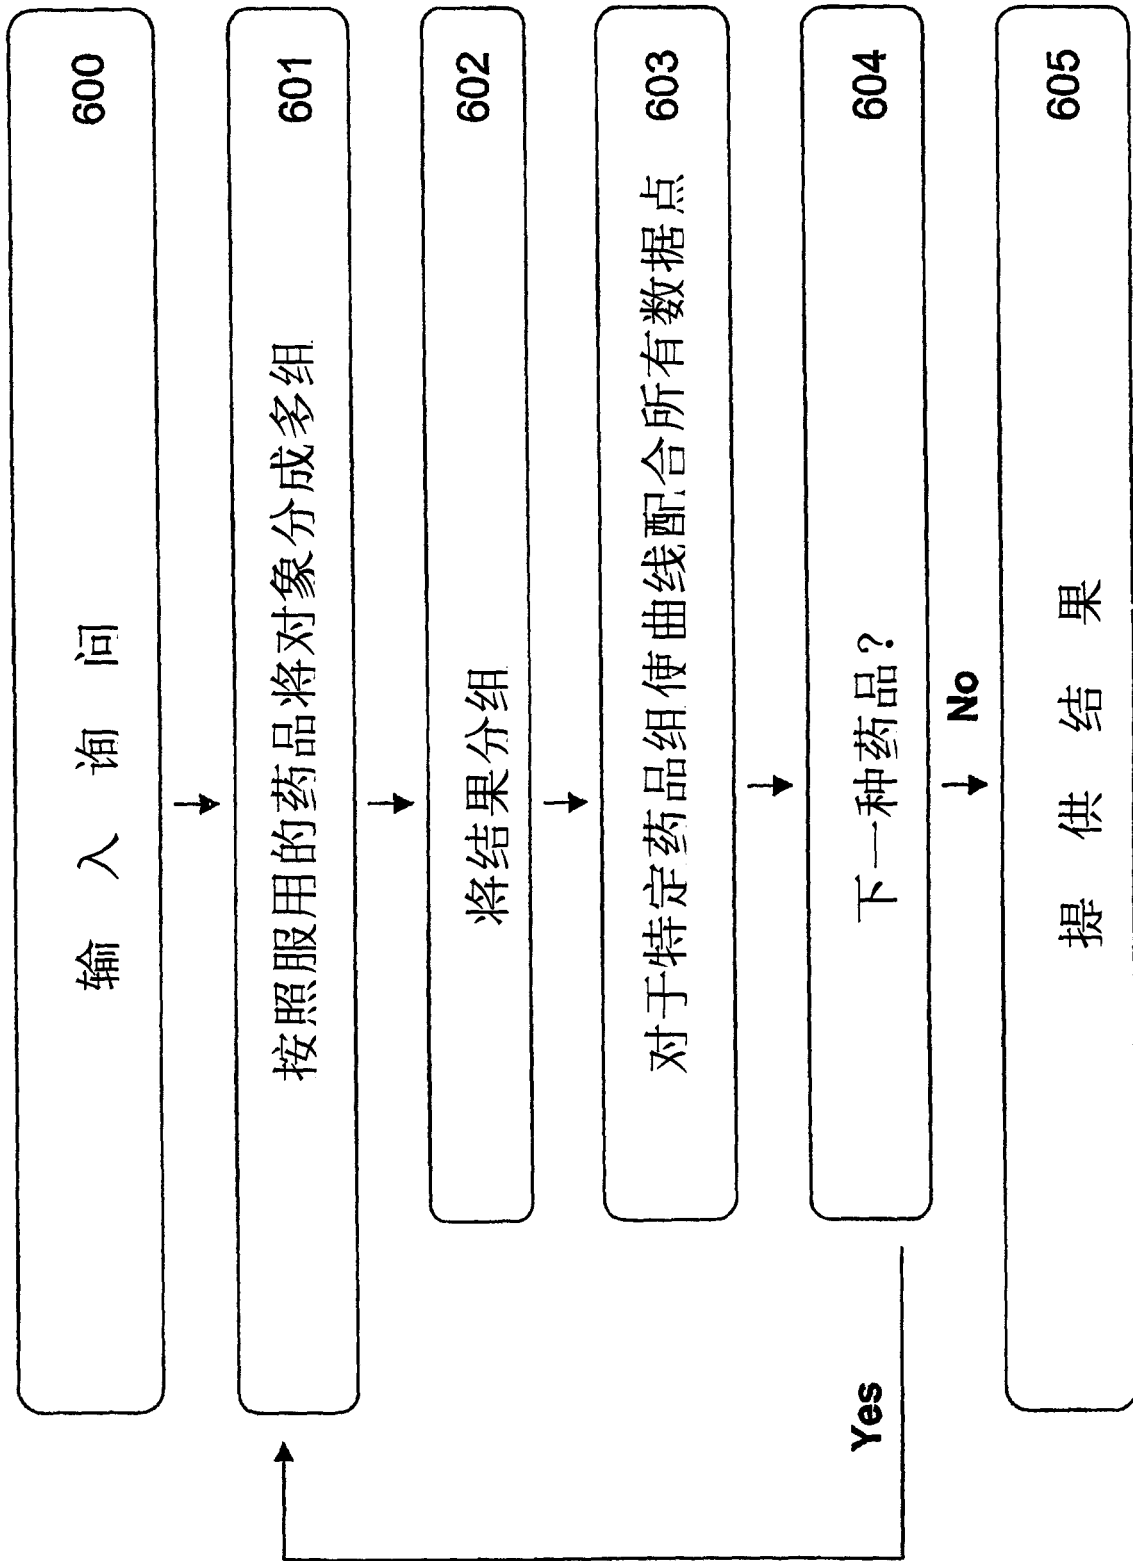 输入询问 600
按照服用的药品将对象分成多组 601
将结果分组 602
对于特定药品组使曲线配合所有数据点 603
下一种药品? 604
Yes
No
提供结果 605